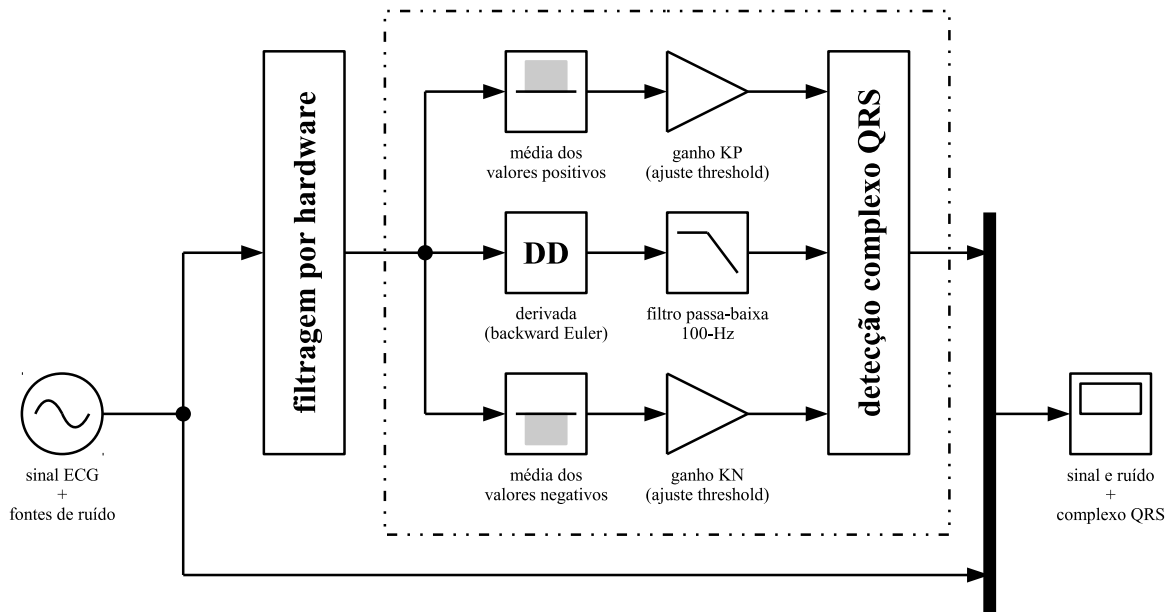 sinal ECG
+
fontes de ruído
filtragem por hardware
média dos
valores positivos
ganho KP
(ajuste threshold)
DD
derivada
(backward Euler)
filtro passa-baixa
100-Hz
média dos
valores negativos
ganho KN
(ajuste threshold)
detecção complexo QRS
sinal e ruído
+
complexo QRS